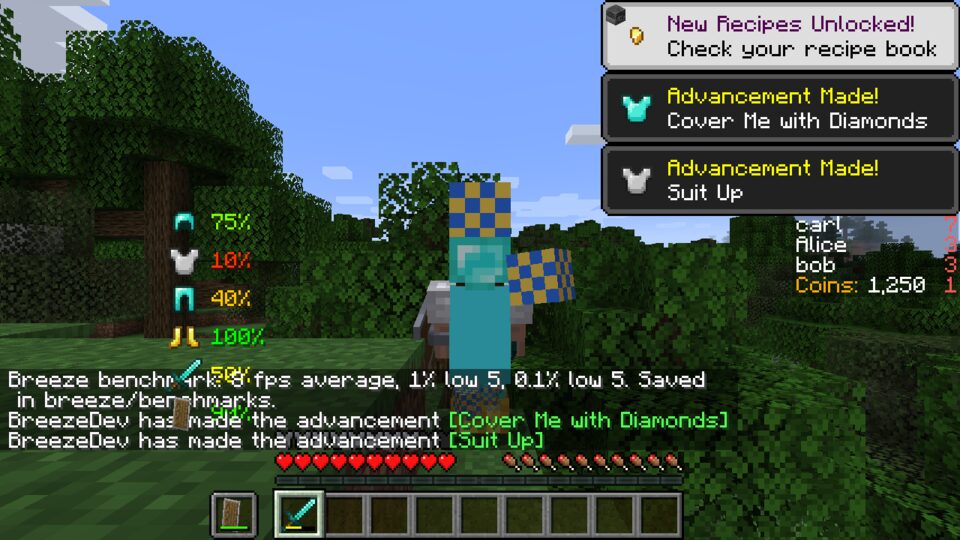 New Recipes Unlocked!
Check your recipe book
Advancement Made!
Cover Me with Diamonds
Advancement Made!
Suit Up
carl 7
Alice 3
bob 3
Coins: 1,250 1
75%
10%
40%
100%
50%
Breeze benchmark: 8 fps average, 1% low 5, 0.1% low 5. Saved
in breeze/benchmarks.
BreezeDev has made the advancement [Cover Me with Diamonds]
BreezeDev has made the advancement [Suit Up]